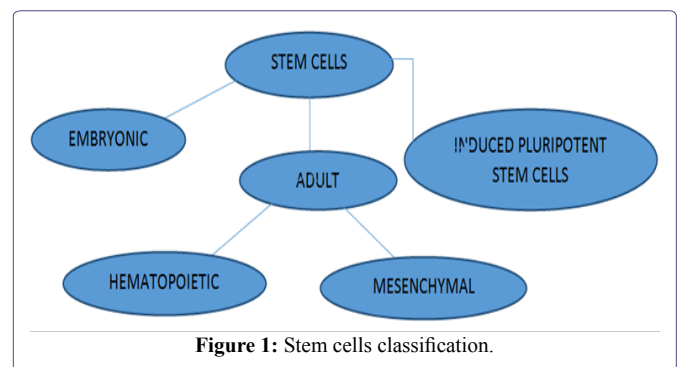 STEM CELLS
EMBRYONIC
INDUCED PLURIPOTENT
STEM CELLS
ADULT
HEMATOPOIETIC
MESENCHYMAL
Figure 1: Stem cells classification.